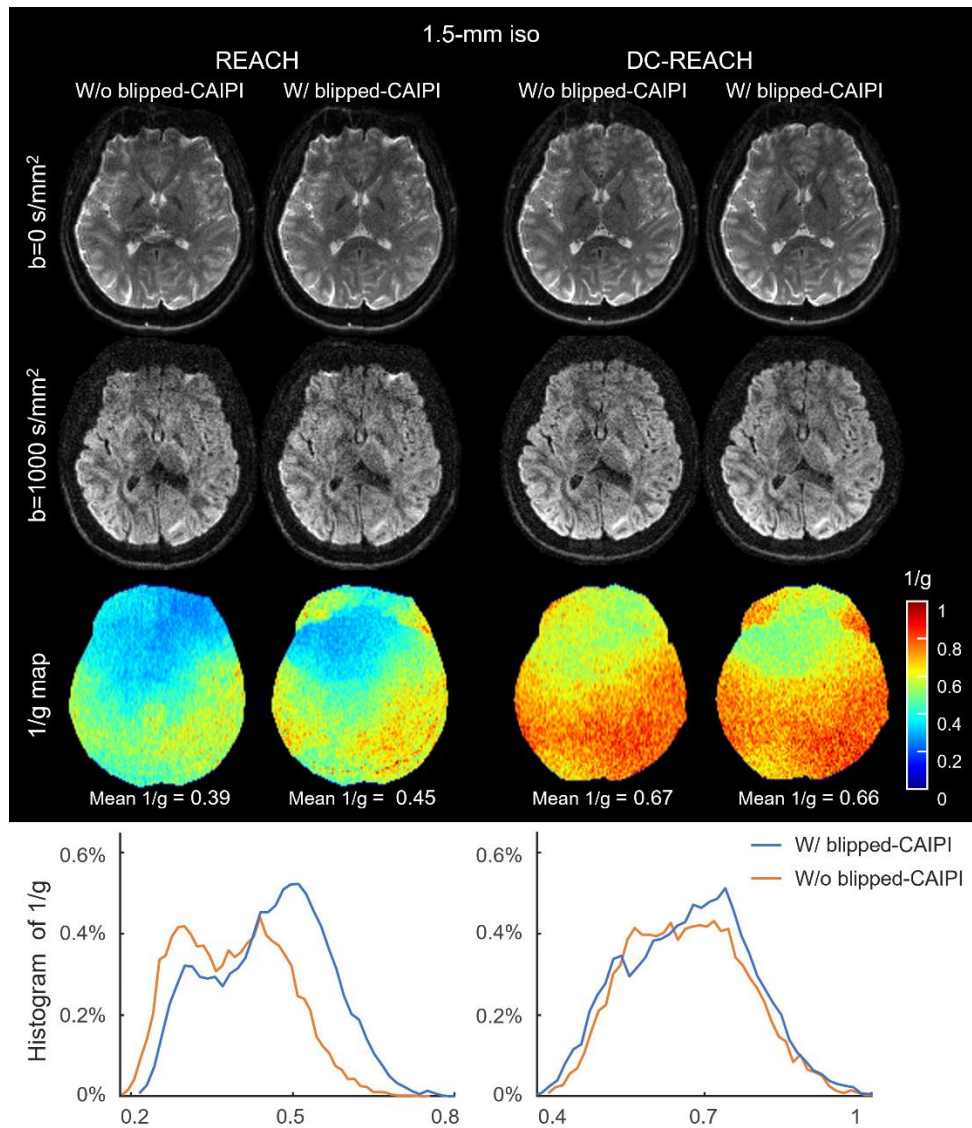 1.5-mm iso
REACH DC-REACH
W/o blipped-CAIPI W/ blipped-CAIPI W/o blipped-CAIPI W/ blipped-CAIPI
b=0 s/mm²
b=1000 s/mm²
1/g map
1/g
1
0.8
0.6
0.4
0.2
0
Mean 1/g = 0.39 Mean 1/g = 0.45 Mean 1/g = 0.67 Mean 1/g = 0.66
Histogram of 1/g
0.6%
0.4%
0.2%
0%
0.2 0.5 0.8
0.6%
0.4%
0.2%
0%
0.4 0.7 1
W/ blipped-CAIPI
W/o blipped-CAIPI